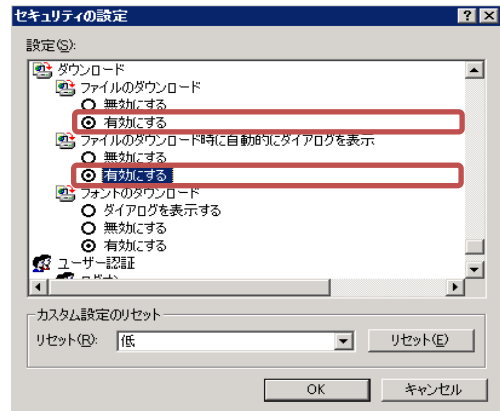 セキュリティの設定
設定(S):
ダウンロード
ファイルのダウンロード
無効にする
有効にする
ファイルのダウンロード時に自動的にダイアログを表示
無効にする
有効にする
フォントのダウンロード
ダイアログを表示する
無効にする
有効にする
ユーザー認証
カスタム設定のリセット
リセット(R): 低 リセット(E)
OK キャンセル